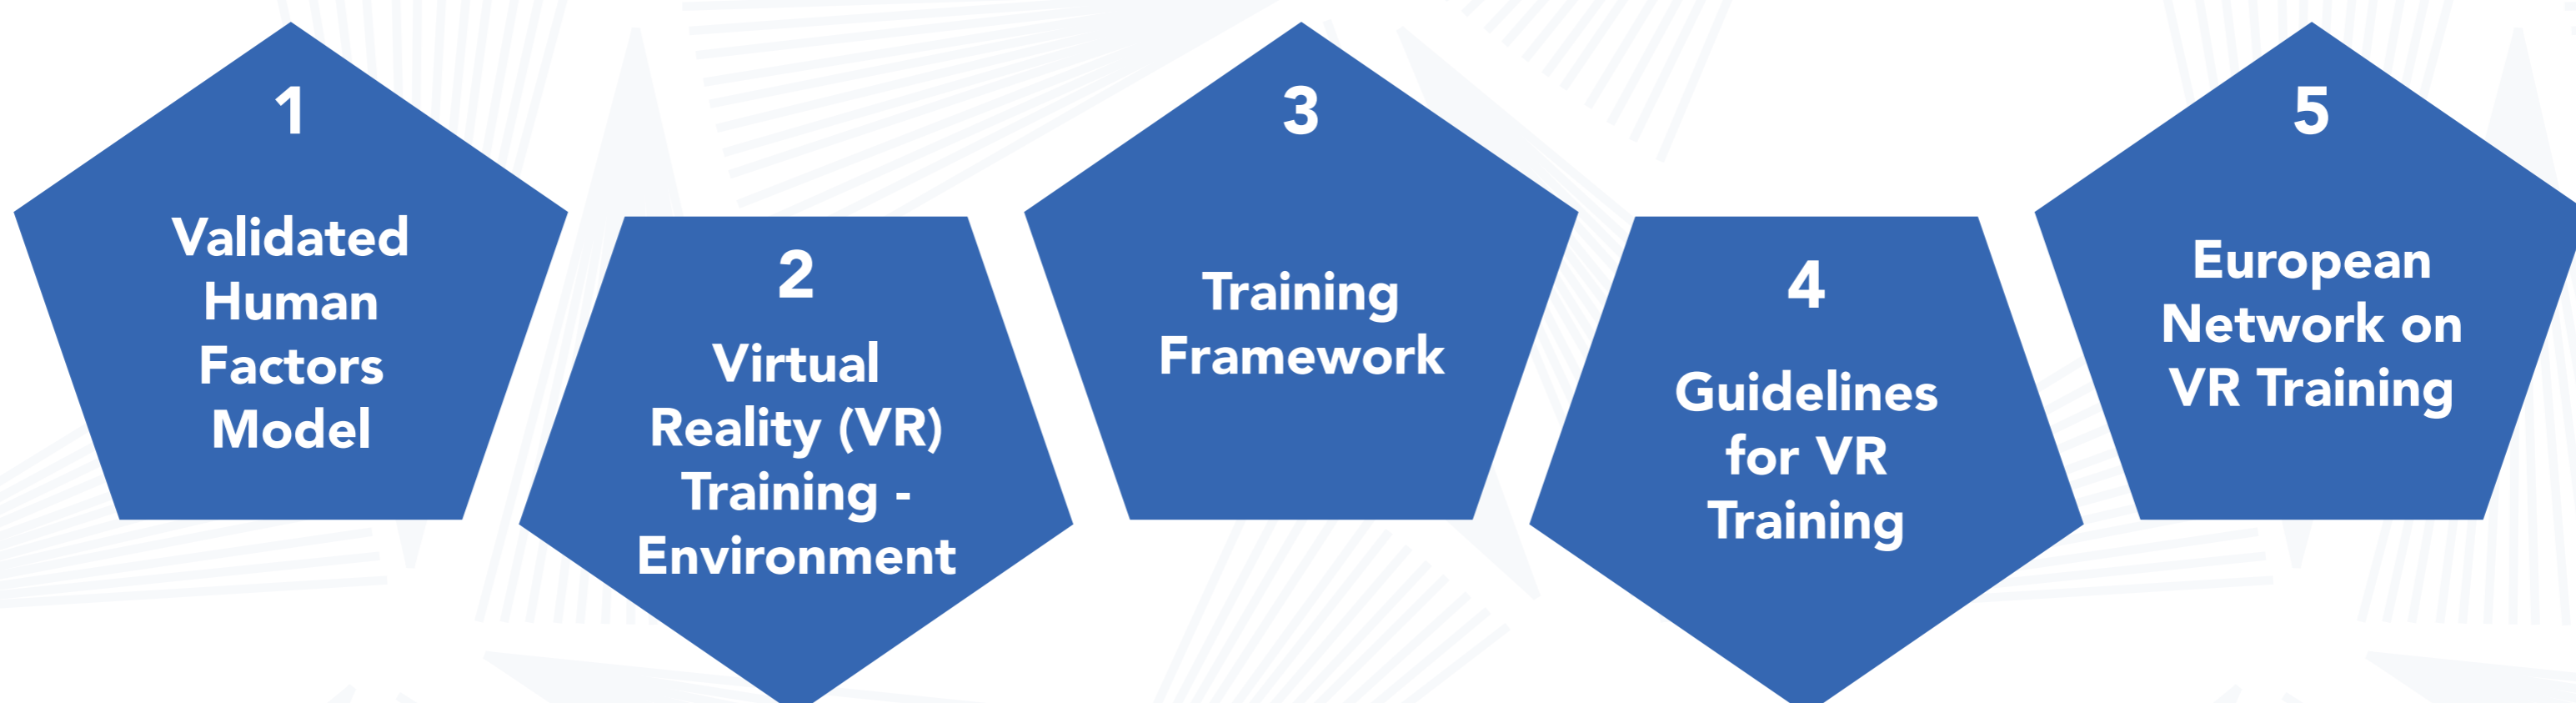 1
Validated
Human
Factors
Model
2
Virtual
Reality (VR)
Training -
Environment
3
Training
Framework
4
Guidelines
for VR
Training
5
European
Network on
VR Training